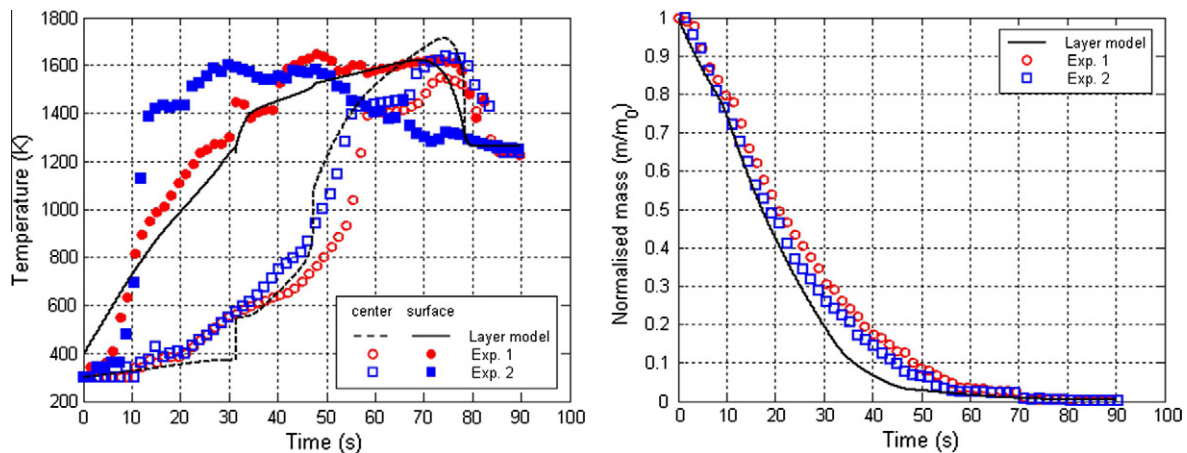 1800
1600
1400
1200
1000
800
600
400
200
Temperature (K)
center surface
Layer model
Exp. 1
Exp. 2
0 10 20 30 40 50 60 70 80 90 100
Time (s)
1
0.9
0.8
0.7
0.6
0.5
0.4
0.3
0.2
0.1
0
Normalised mass (m/m0)
Layer model
Exp. 1
Exp. 2
0 10 20 30 40 50 60 70 80 90 100
Time (s)